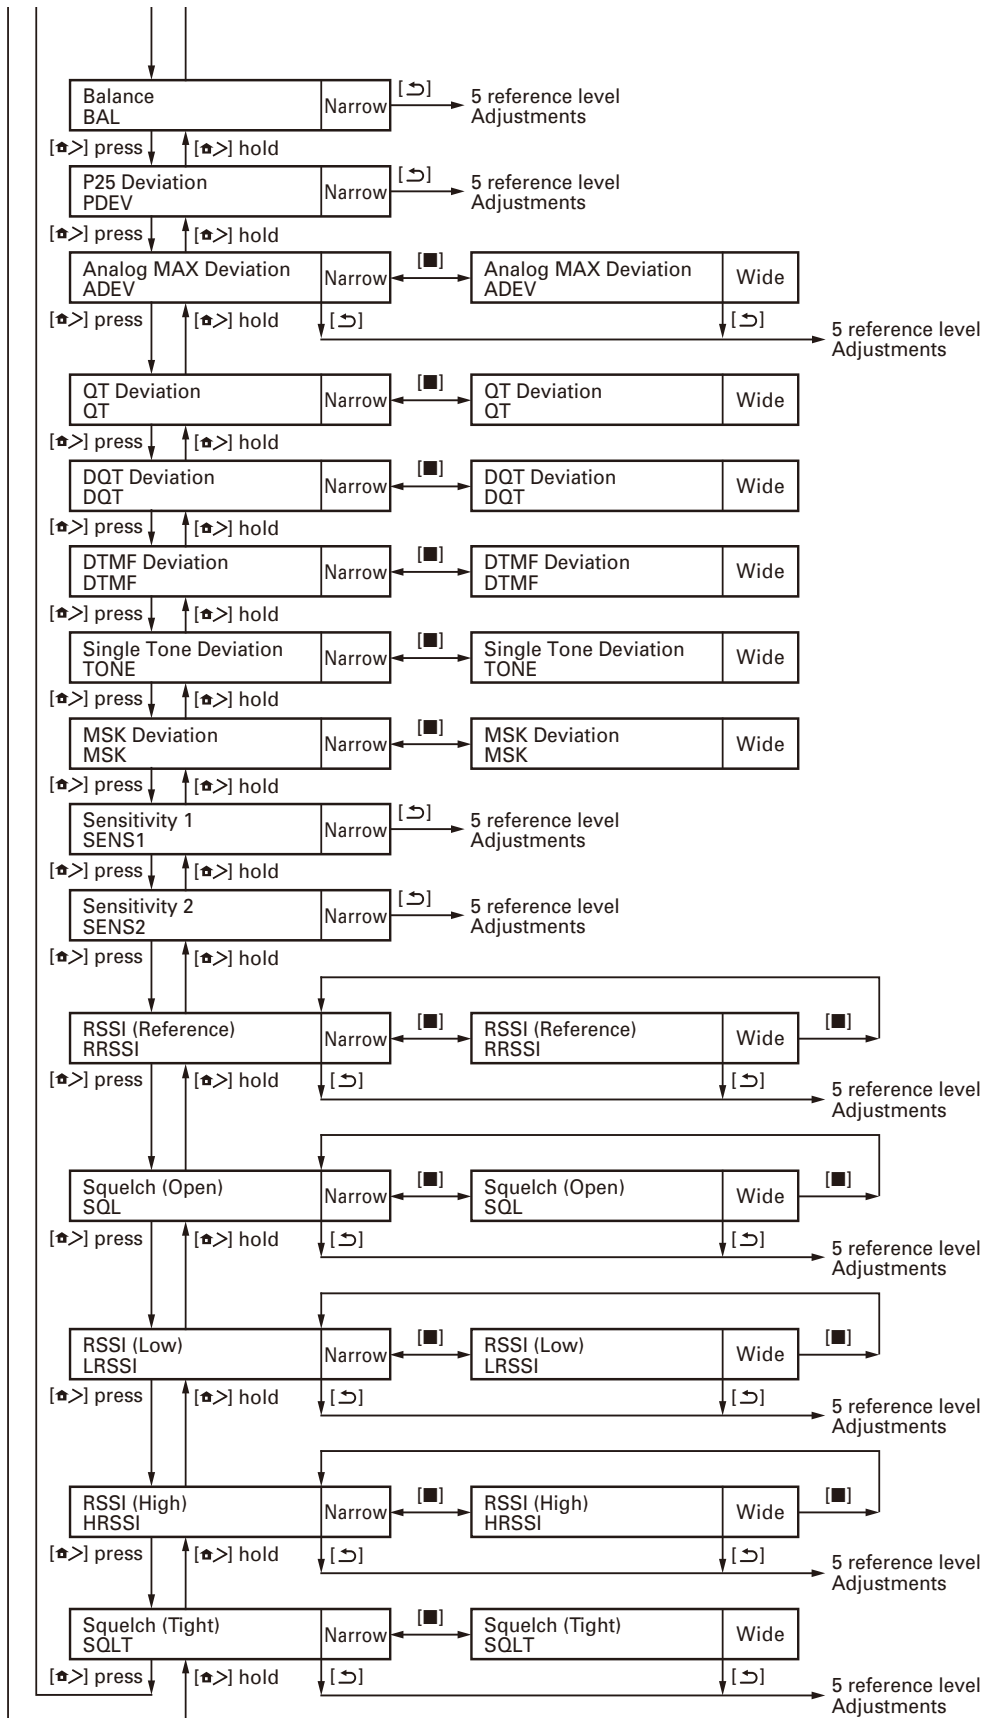 Balance
BAL
Narrow
[⮌]
5 reference level
Adjustments
[☗>] press
[☗>] hold
P25 Deviation
PDEV
Narrow
[⮌]
5 reference level
Adjustments
[☗>] press
[☗>] hold
Analog MAX Deviation
ADEV
Narrow
[■]
Analog MAX Deviation
ADEV
Wide
[☗>] press
[☗>] hold
[⮌]
[⮌]
5 reference level
Adjustments
QT Deviation
QT
Narrow
[■]
QT Deviation
QT
Wide
[☗>] press
[☗>] hold
DQT Deviation
DQT
Narrow
[■]
DQT Deviation
DQT
Wide
[☗>] press
[☗>] hold
DTMF Deviation
DTMF
Narrow
[■]
DTMF Deviation
DTMF
Wide
[☗>] press
[☗>] hold
Single Tone Deviation
TONE
Narrow
[■]
Single Tone Deviation
TONE
Wide
[☗>] press
[☗>] hold
MSK Deviation
MSK
Narrow
[■]
MSK Deviation
MSK
Wide
[☗>] press
[☗>] hold
Sensitivity 1
SENS1
Narrow
[⮌]
5 reference level
Adjustments
[☗>] press
[☗>] hold
Sensitivity 2
SENS2
Narrow
[⮌]
5 reference level
Adjustments
[☗>] press
[☗>] hold
RSSI (Reference)
RRSSI
Narrow
[■]
RSSI (Reference)
RRSSI
Wide
[■]
[☗>] press
[☗>] hold
[⮌]
[⮌]
5 reference level
Adjustments
Squelch (Open)
SQL
Narrow
[■]
Squelch (Open)
SQL
Wide
[■]
[☗>] press
[☗>] hold
[⮌]
[⮌]
5 reference level
Adjustments
RSSI (Low)
LRSSI
Narrow
[■]
RSSI (Low)
LRSSI
Wide
[■]
[☗>] press
[☗>] hold
[⮌]
[⮌]
5 reference level
Adjustments
RSSI (High)
HRSSI
Narrow
[■]
RSSI (High)
HRSSI
Wide
[■]
[☗>] press
[☗>] hold
[⮌]
[⮌]
5 reference level
Adjustments
Squelch (Tight)
SQLT
Narrow
[■]
Squelch (Tight)
SQLT
Wide
[☗>] press
[☗>] hold
[⮌]
[⮌]
5 reference level
Adjustments